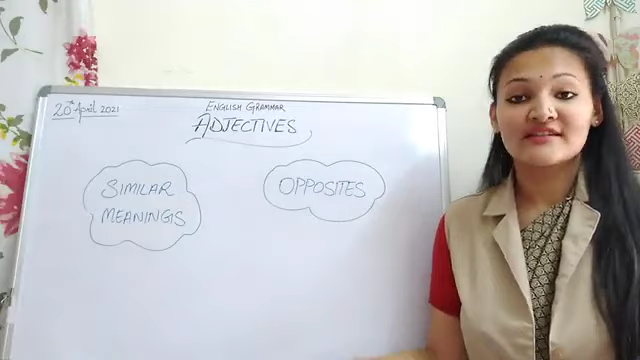 20th April 2021
ENGLISH GRAMMAR
ADJECTIVES
SIMILAR
MEANINGS
OPPOSITES